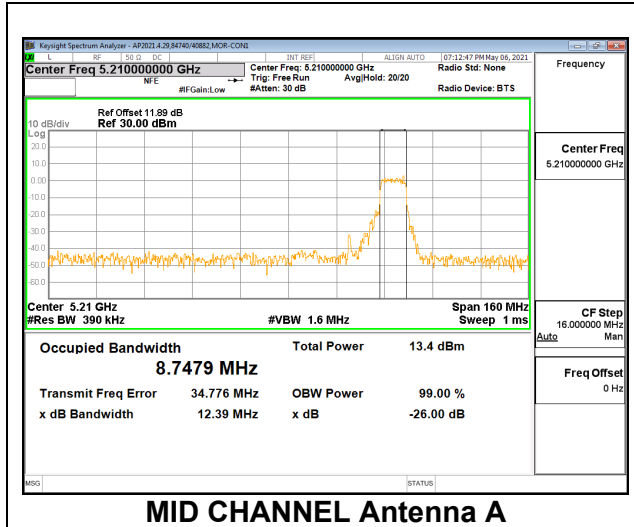 Keysight Spectrum Analyzer - AP2021.4.29,84740/40882,MOR-CON1
L RF 50 Ω DC INT REF ALIGN AUTO 07:12:47 PM May 06, 2021
Center Freq 5.210000000 GHz Center Freq: 5.210000000 GHz Radio Std: None
NFE Trig: Free Run Avg|Hold: 20/20
#IFGain:Low #Atten: 30 dB Radio Device: BTS
Frequency
Ref Offset 11.89 dB
10 dB/div Ref 30.00 dBm
Log
20.0
10.0
0.00
-10.0
-20.0
-30.0
-40.0
-50.0
-60.0
Center Freq
5.210000000 GHz
Center 5.21 GHz Span 160 MHz
#Res BW 390 kHz #VBW 1.6 MHz Sweep 1 ms
CF Step
16.000000 MHz
Auto Man
Occupied Bandwidth Total Power 13.4 dBm
8.7479 MHz
Transmit Freq Error 34.776 MHz OBW Power 99.00 %
x dB Bandwidth 12.39 MHz x dB -26.00 dB
Freq Offset
0 Hz
MSG STATUS
MID CHANNEL Antenna A